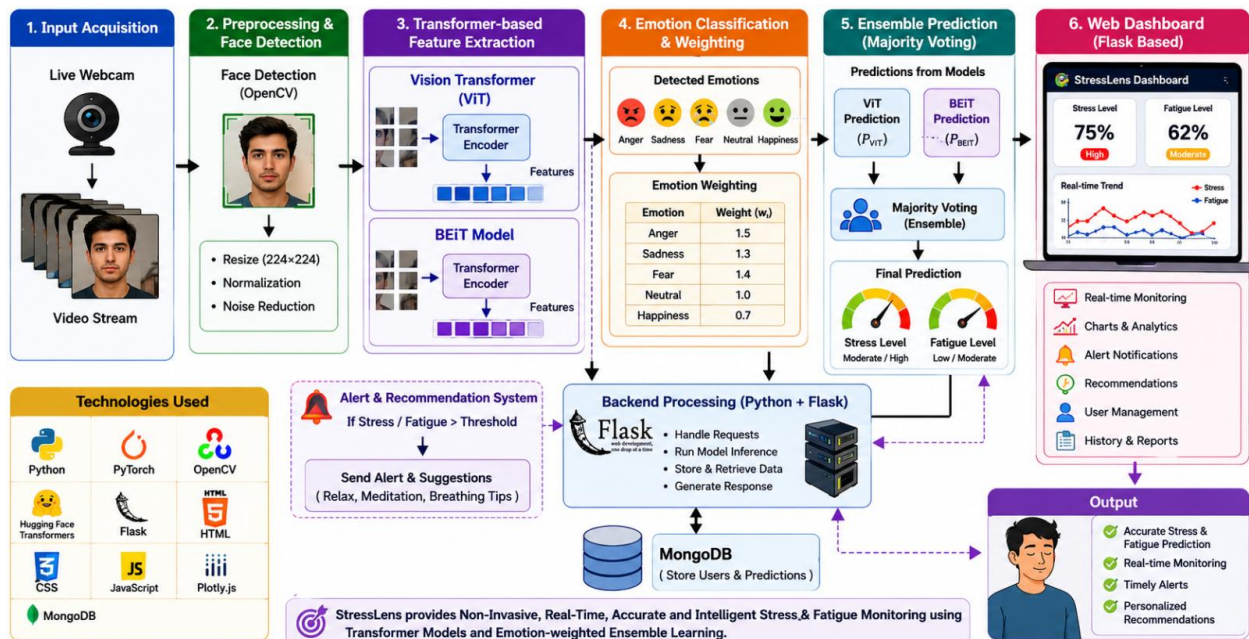 1. Input Acquisition
Live Webcam
Video Stream
2. Preprocessing &
Face Detection
Face Detection
(OpenCV)
• Resize (224×224)
• Normalization
• Noise Reduction
3. Transformer-based
Feature Extraction
Vision Transformer
(ViT)
Transformer
Encoder
Features
BEiT Model
Transformer
Encoder
Features
4. Emotion Classification
& Weighting
Detected Emotions
Anger Sadness Fear Neutral Happiness
Emotion Weighting
Emotion Weight (wᵢ)
Anger 1.5
Sadness 1.3
Fear 1.4
Neutral 1.0
Happiness 0.7
5. Ensemble Prediction
(Majority Voting)
Predictions from Models
ViT
Prediction
(P_ViT)
BEiT
Prediction
(P_BEiT)
Majority Voting
(Ensemble)
Final Prediction
Stress Level
Moderate / High
Fatigue Level
Low / Moderate
6. Web Dashboard
(Flask Based)
StressLens Dashboard
Stress Level
75%
High
Fatigue Level
62%
Moderate
Real-time Trend
Stress
Fatigue
Real-time Monitoring
Charts & Analytics
Alert Notifications
Recommendations
User Management
History & Reports
Technologies Used
Python PyTorch OpenCV
Hugging Face
Transformers
Flask
HTML
5
HTML
3
CSS
JS
JavaScript
Plotly.js
MongoDB
Alert & Recommendation System
If Stress / Fatigue > Threshold
Send Alert & Suggestions
( Relax, Meditation, Breathing Tips )
Backend Processing (Python + Flask)
Flask
web development,
one drop at a time
• Handle Requests
• Run Model Inference
• Store & Retrieve Data
• Generate Response
MongoDB
( Store Users & Predictions )
Output
Accurate Stress &
Fatigue Prediction
Real-time Monitoring
Timely Alerts
Personalized
Recommendations
StressLens provides Non-Invasive, Real-Time, Accurate and Intelligent Stress & Fatigue Monitoring using
Transformer Models and Emotion-weighted Ensemble Learning.